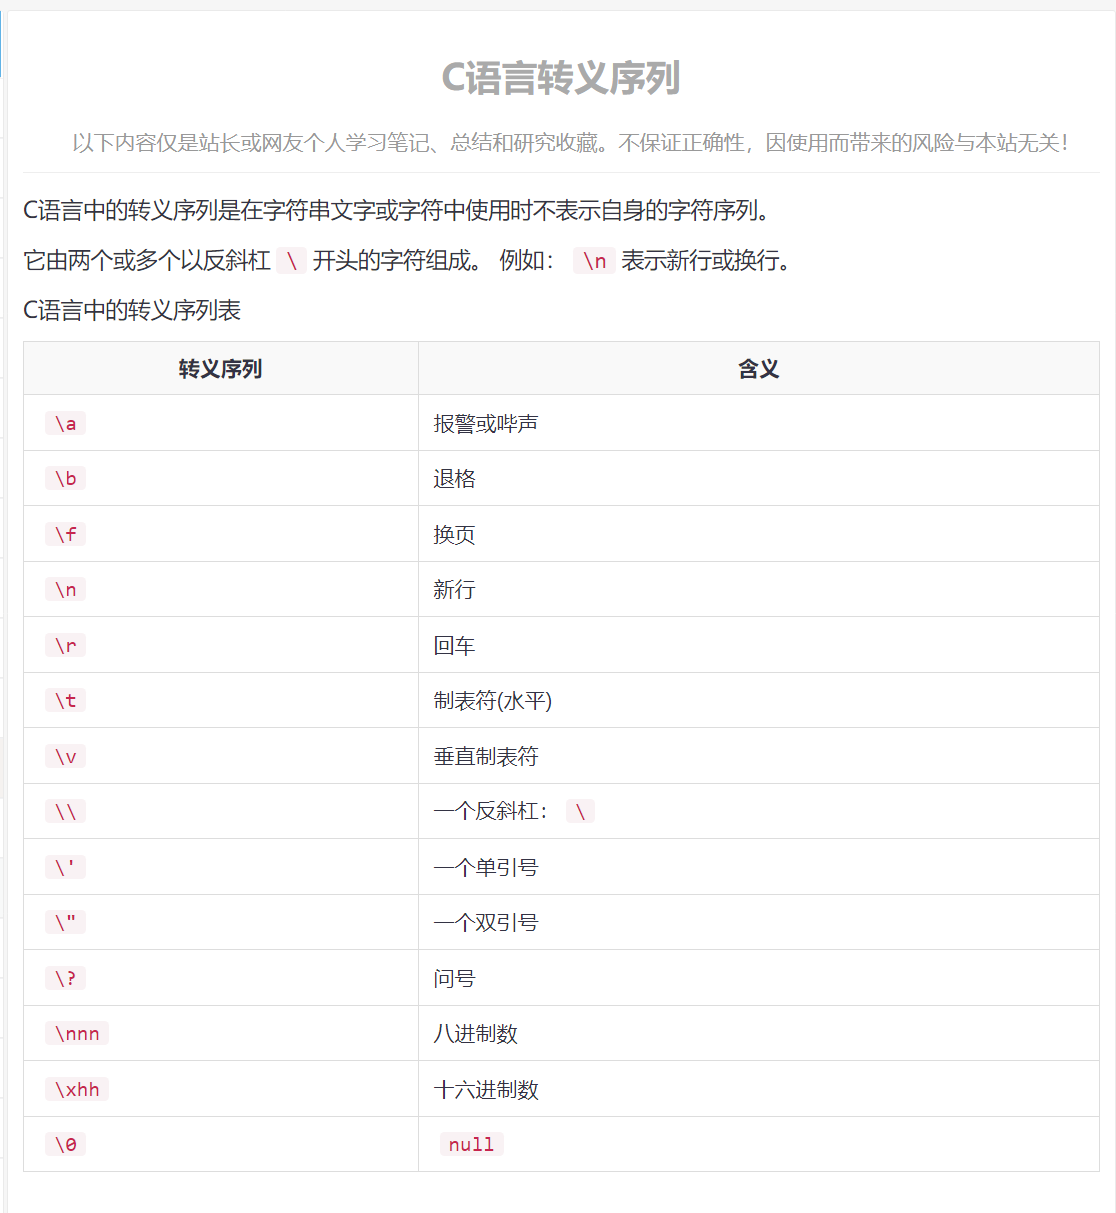 C语言转义序列
以下内容仅是站长或网友个人学习笔记、总结和研究收藏。不保证正确性，因使用而带来的风险与本站无关！
C语言中的转义序列是在字符串文字或字符中使用时不表示自身的字符序列。
它由两个或多个以反斜杠 \ 开头的字符组成。 例如： \n 表示新行或换行。
C语言中的转义序列表
转义序列 含义
\a 报警或哔声
\b 退格
\f 换页
\n 新行
\r 回车
\t 制表符(水平)
\v 垂直制表符
\\ 一个反斜杠： \
\' 一个单引号
\" 一个双引号
\? 问号
\nnn 八进制数
\xhh 十六进制数
\0 null